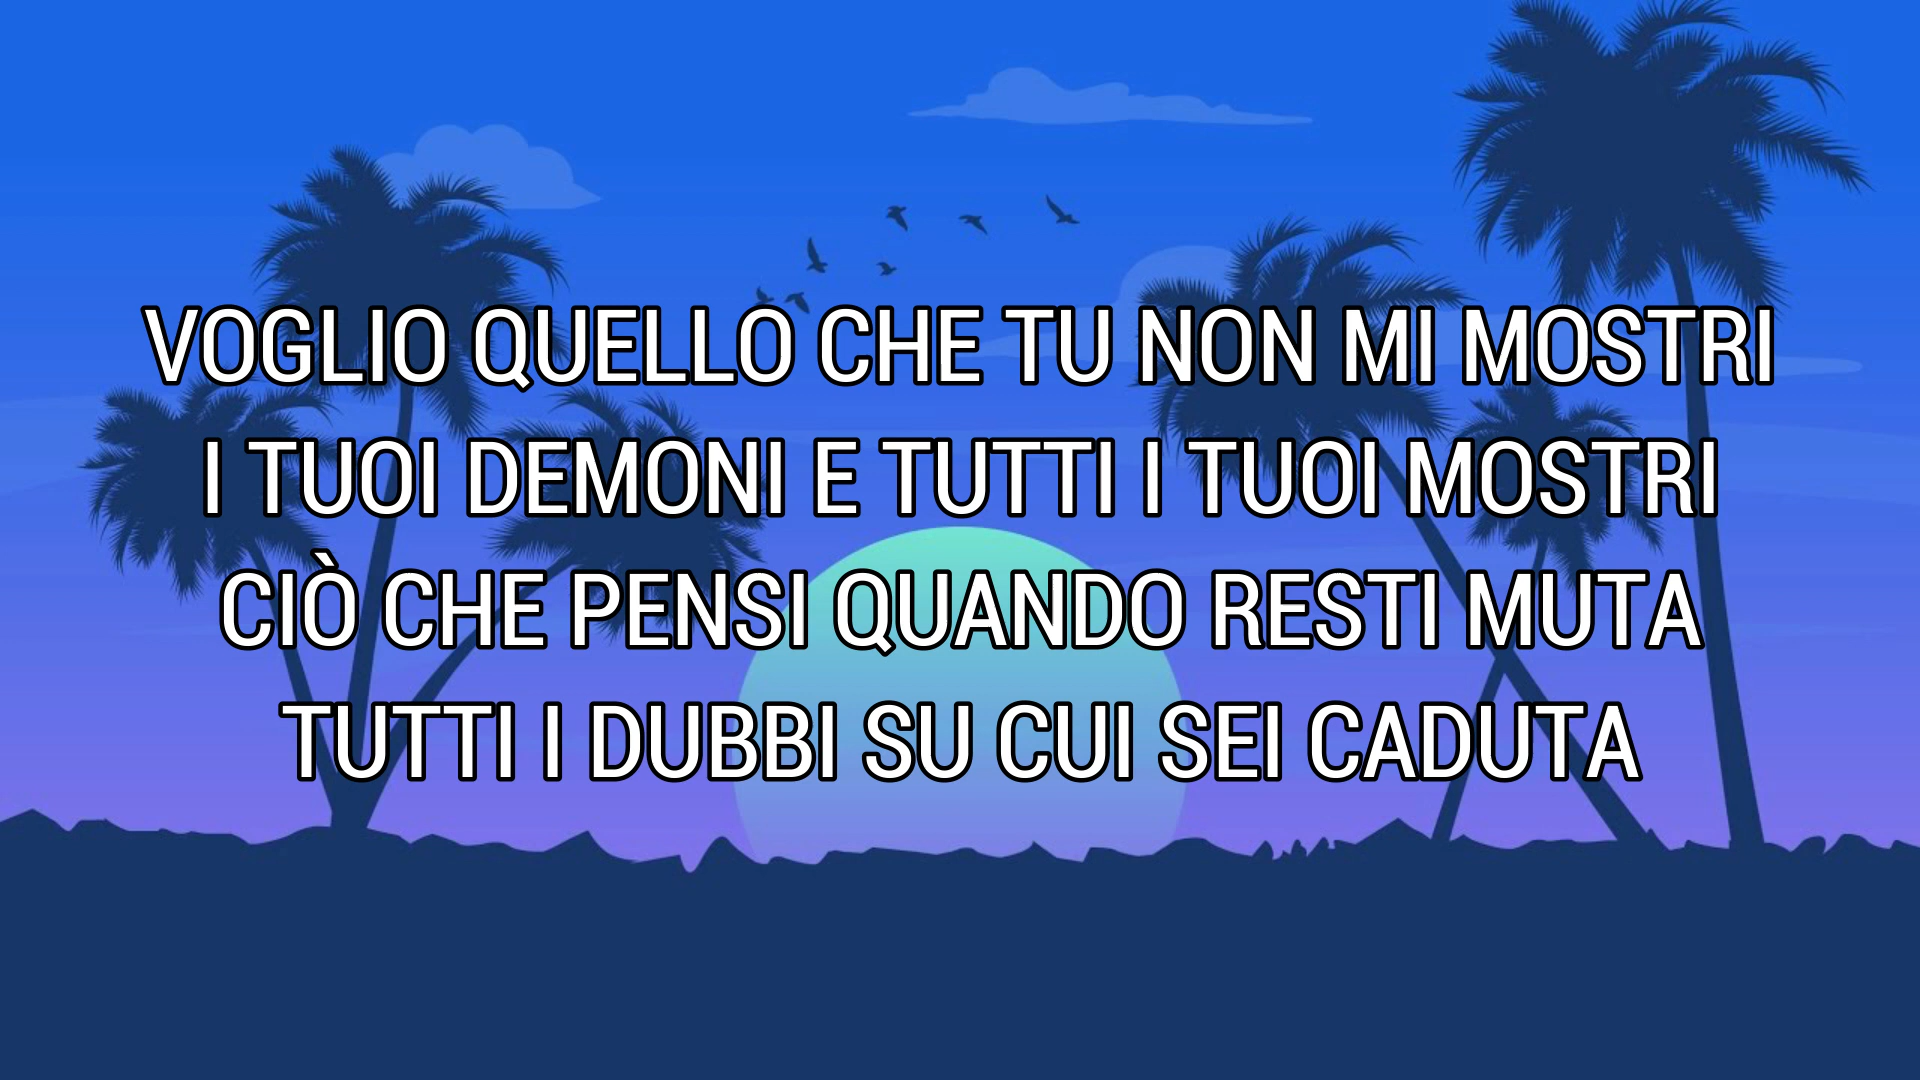 VOGLIO QUELLO CHE TU NON MI MOSTRI
I TUOI DEMONI E TUTTI I TUOI MOSTRI
CIÒ CHE PENSI QUANDO RESTI MUTA
TUTTI I DUBBI SU CUI SEI CADUTA